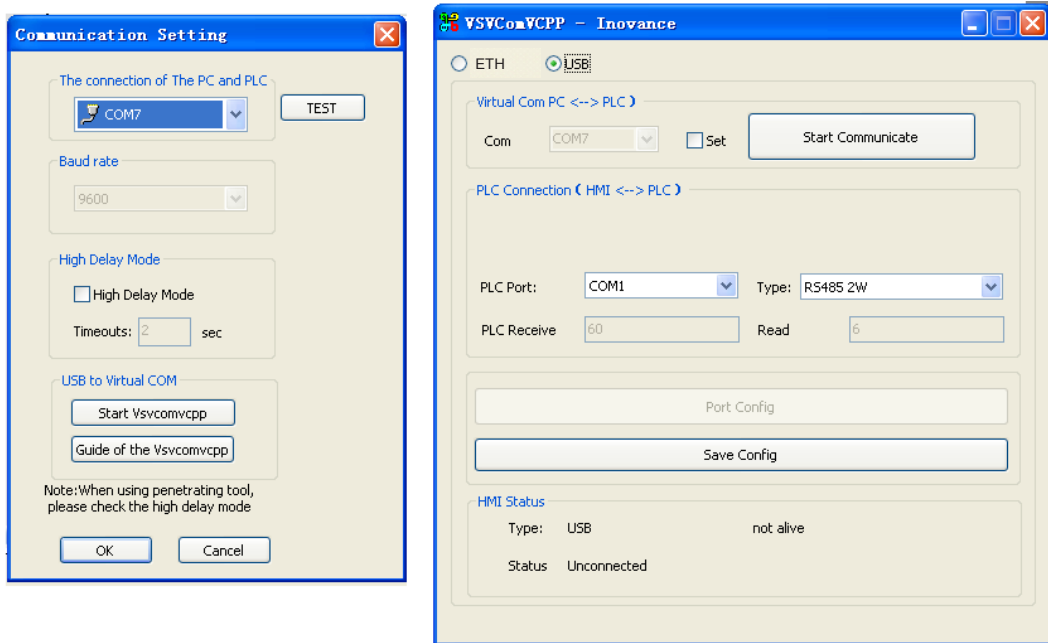 Communication Setting
The connection of The PC and PLC
COM7
TEST
Baud rate
9600
High Delay Mode
High Delay Mode
Timeouts: 2 sec
USB to Virtual COM
Start Vsvcomvcpp
Guide of the Vsvcomvcpp
Note:When using penetrating tool,
please check the high delay mode
OK Cancel
VSVComVCPP - Inovance
ETH USB
Virtual Com PC <--> PLC )
Com COM7 Set Start Communicate
PLC Connection ( HMI <--> PLC )
PLC Port: COM1 Type: RS485 2W
PLC Receive 60 Read 6
Port Config
Save Config
HMI Status
Type: USB not alive
Status Unconnected